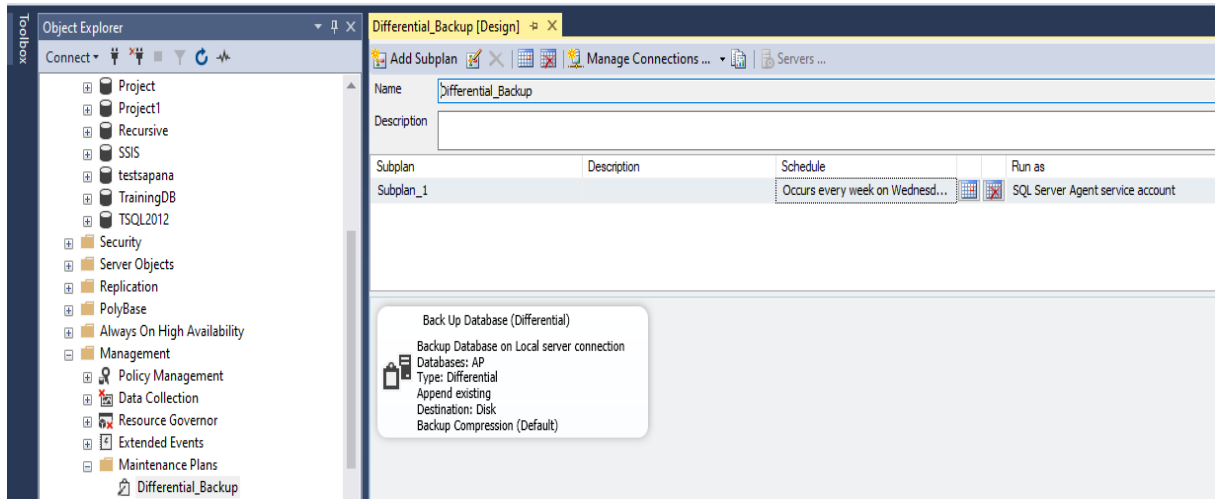 Toolbox
Object Explorer
Connect
Project
Project1
Recursive
SSIS
testsapana
TrainingDB
TSQL2012
Security
Server Objects
Replication
PolyBase
Always On High Availability
Management
Policy Management
Data Collection
Resource Governor
Extended Events
Maintenance Plans
Differential_Backup
Differential_Backup [Design]
Add Subplan Manage Connections ... Servers ...
Name Differential_Backup
Description
Subplan Description Schedule Run as
Subplan_1 Occurs every week on Wednesd... SQL Server Agent service account
Back Up Database (Differential)
Backup Database on Local server connection
Databases: AP
Type: Differential
Append existing
Destination: Disk
Backup Compression (Default)